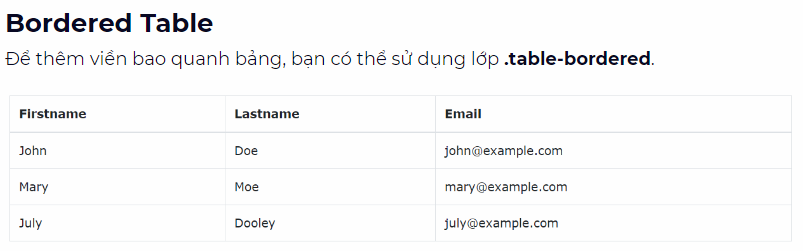 Bordered Table
Để thêm viền bao quanh bảng, bạn có thể sử dụng lớp .table-bordered.
Firstname Lastname Email
John Doe john@example.com
Mary Moe mary@example.com
July Dooley july@example.com